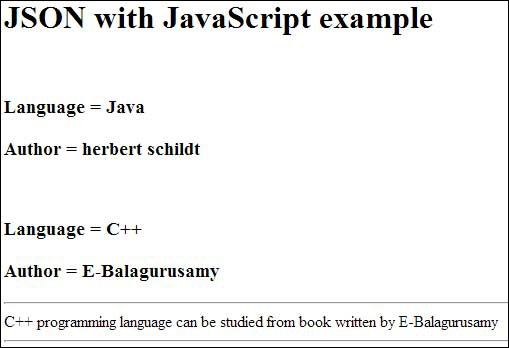 JSON with JavaScript example
Language = Java
Author = herbert schildt
Language = C++
Author = E-Balagurusamy
C++ programming language can be studied from book written by E-Balagurusamy